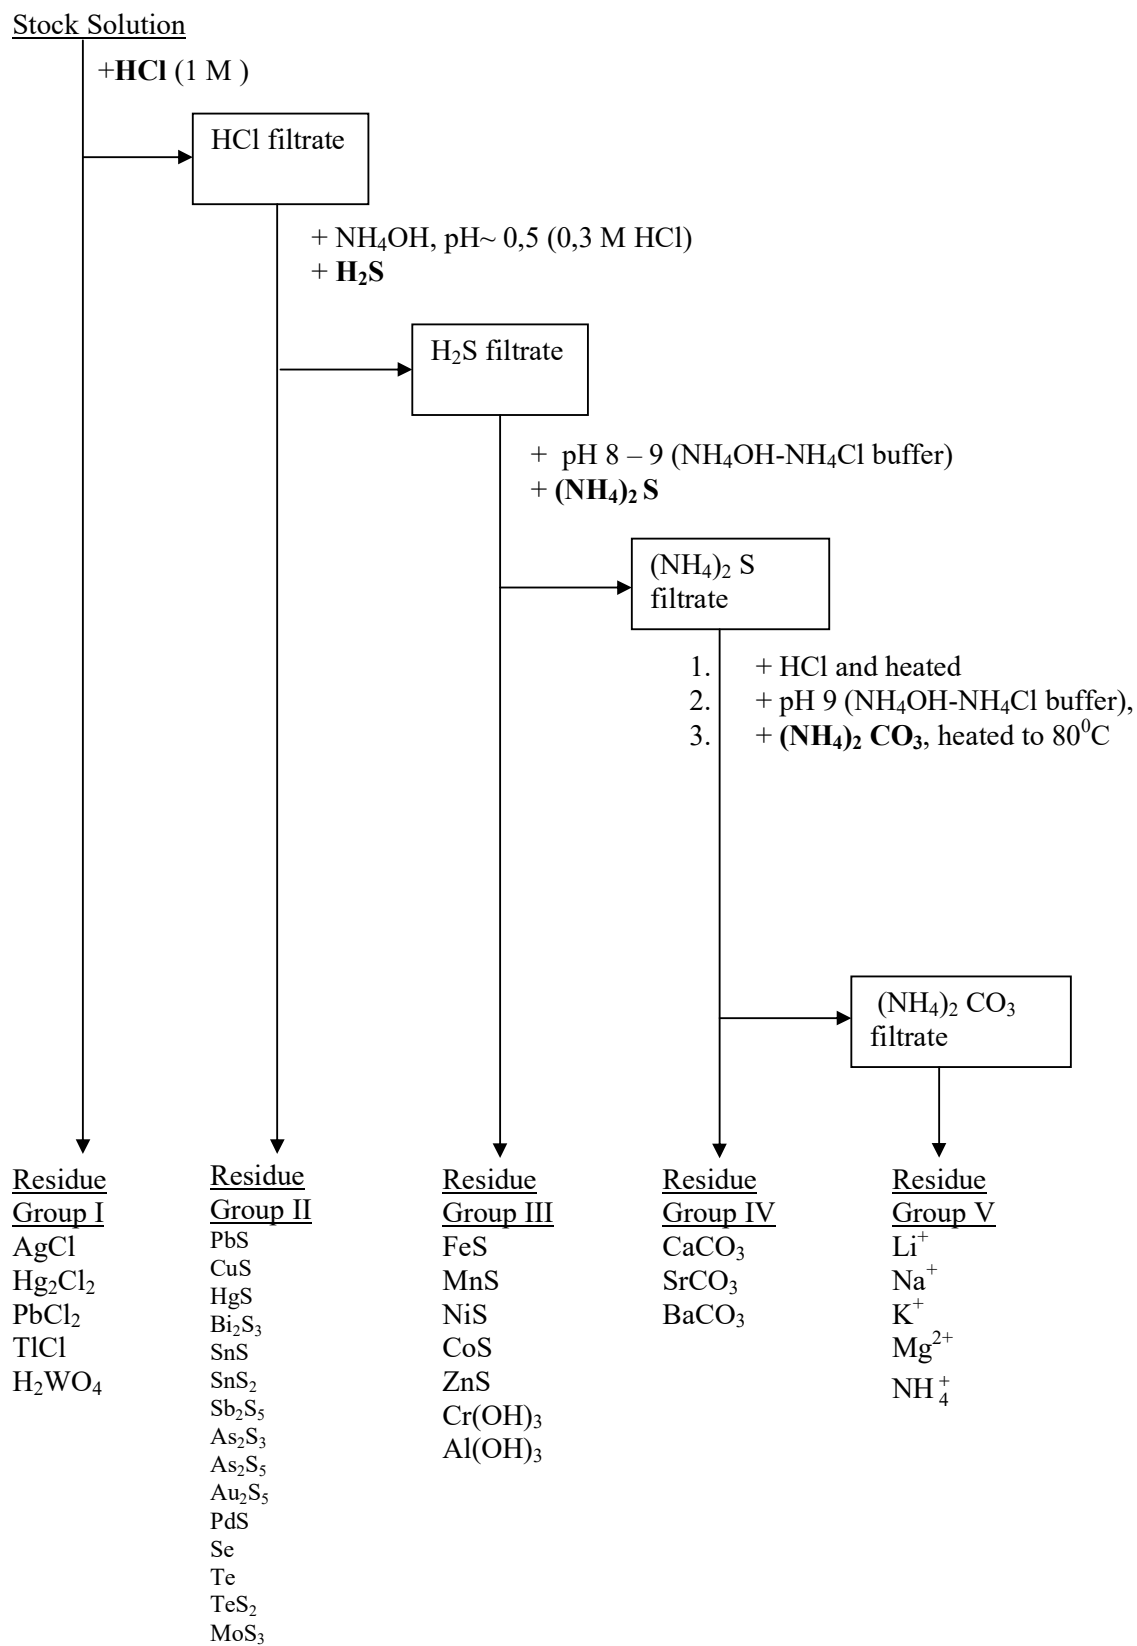 Stock Solution
+HCl (1 M )
HCl filtrate
+ NH₄OH, pH~ 0,5 (0,3 M HCl)
+ H₂S
H₂S filtrate
+ pH 8 – 9 (NH₄OH-NH₄Cl buffer)
+ (NH₄)₂ S
(NH₄)₂ S
filtrate
1. + HCl and heated
2. + pH 9 (NH₄OH-NH₄Cl buffer),
3. + (NH₄)₂ CO₃, heated to 80⁰C
(NH₄)₂ CO₃
filtrate
Residue
Group I
AgCl
Hg₂Cl₂
PbCl₂
TlCl
H₂WO₄
Residue
Group II
PbS
CuS
HgS
Bi₂S₃
SnS
SnS₂
Sb₂S₅
As₂S₃
As₂S₅
Au₂S₅
PdS
Se
Te
TeS₂
MoS₃
Residue
Group III
FeS
MnS
NiS
CoS
ZnS
Cr(OH)₃
Al(OH)₃
Residue
Group IV
CaCO₃
SrCO₃
BaCO₃
Residue
Group V
Li⁺
Na⁺
K⁺
Mg²⁺
NH₄⁺